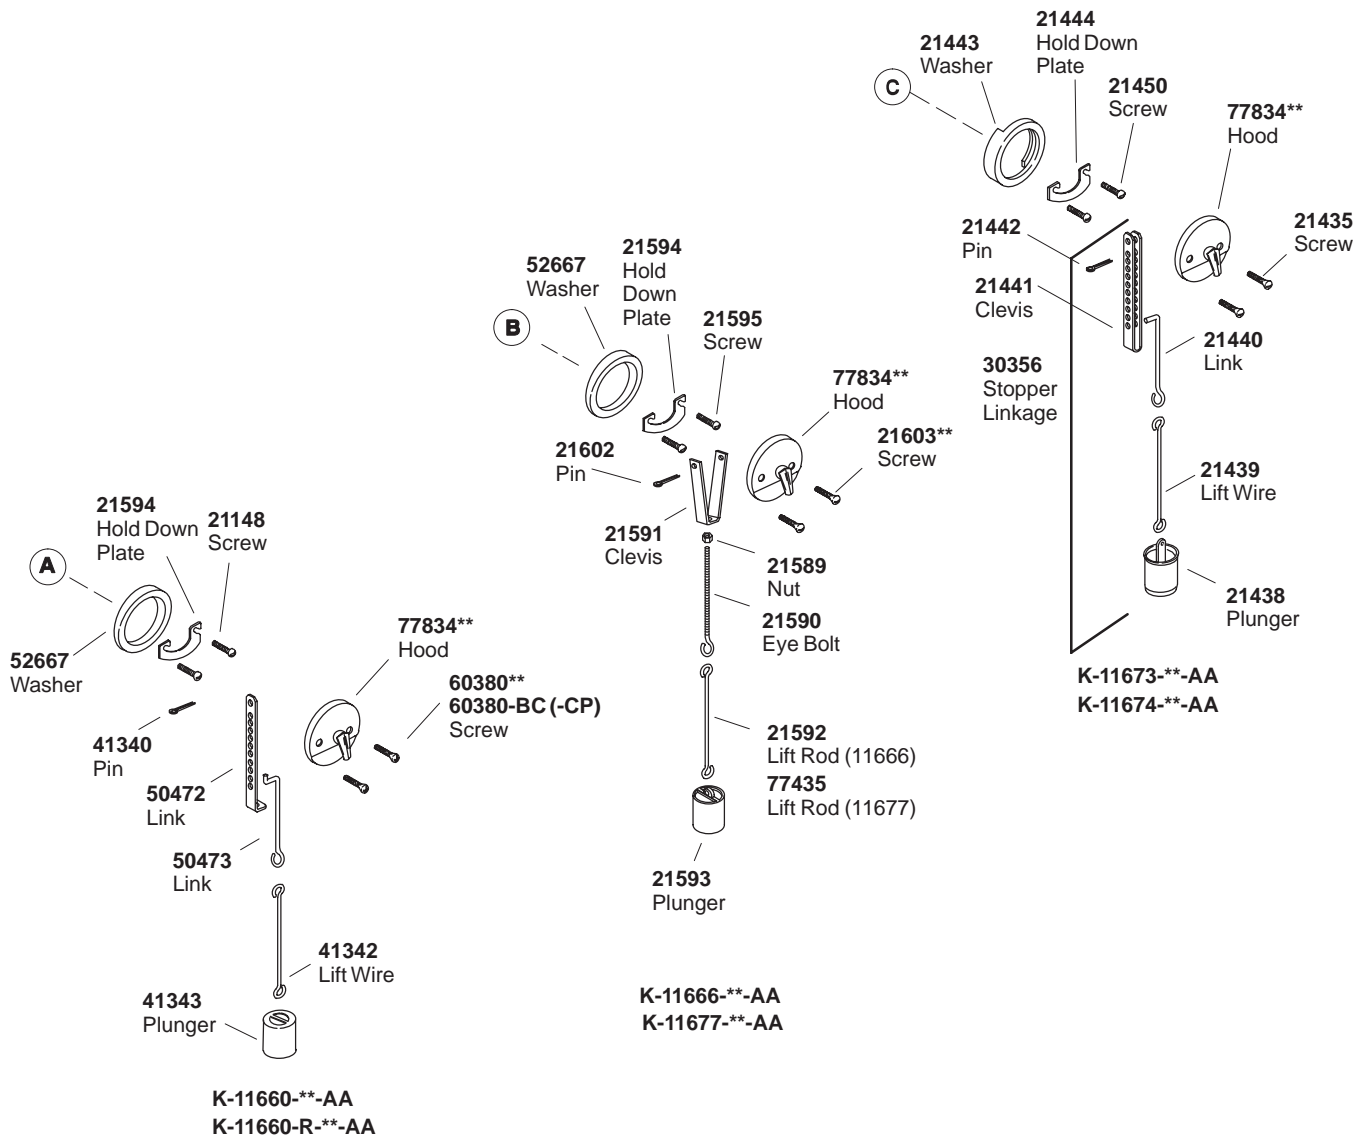 A
21594
Hold Down
Plate
21148
Screw
52667
Washer
41340
Pin
77834**
Hood
60380**
60380-BC (-CP)
Screw
50472
Link
50473
Link
41342
Lift Wire
41343
Plunger
K-11660-**-AA
K-11660-R-**-AA
B
52667
Washer
21594
Hold
Down
Plate
21595
Screw
77834**
Hood
21603**
Screw
21602
Pin
21591
Clevis
21589
Nut
21590
Eye Bolt
21592
Lift Rod (11666)
77435
Lift Rod (11677)
21593
Plunger
K-11666-**-AA
K-11677-**-AA
C
21443
Washer
21444
Hold Down
Plate
21450
Screw
77834**
Hood
21435
Screw
21442
Pin
21441
Clevis
30356
Stopper
Linkage
21440
Link
21439
Lift Wire
21438
Plunger
K-11673-**-AA
K-11674-**-AA